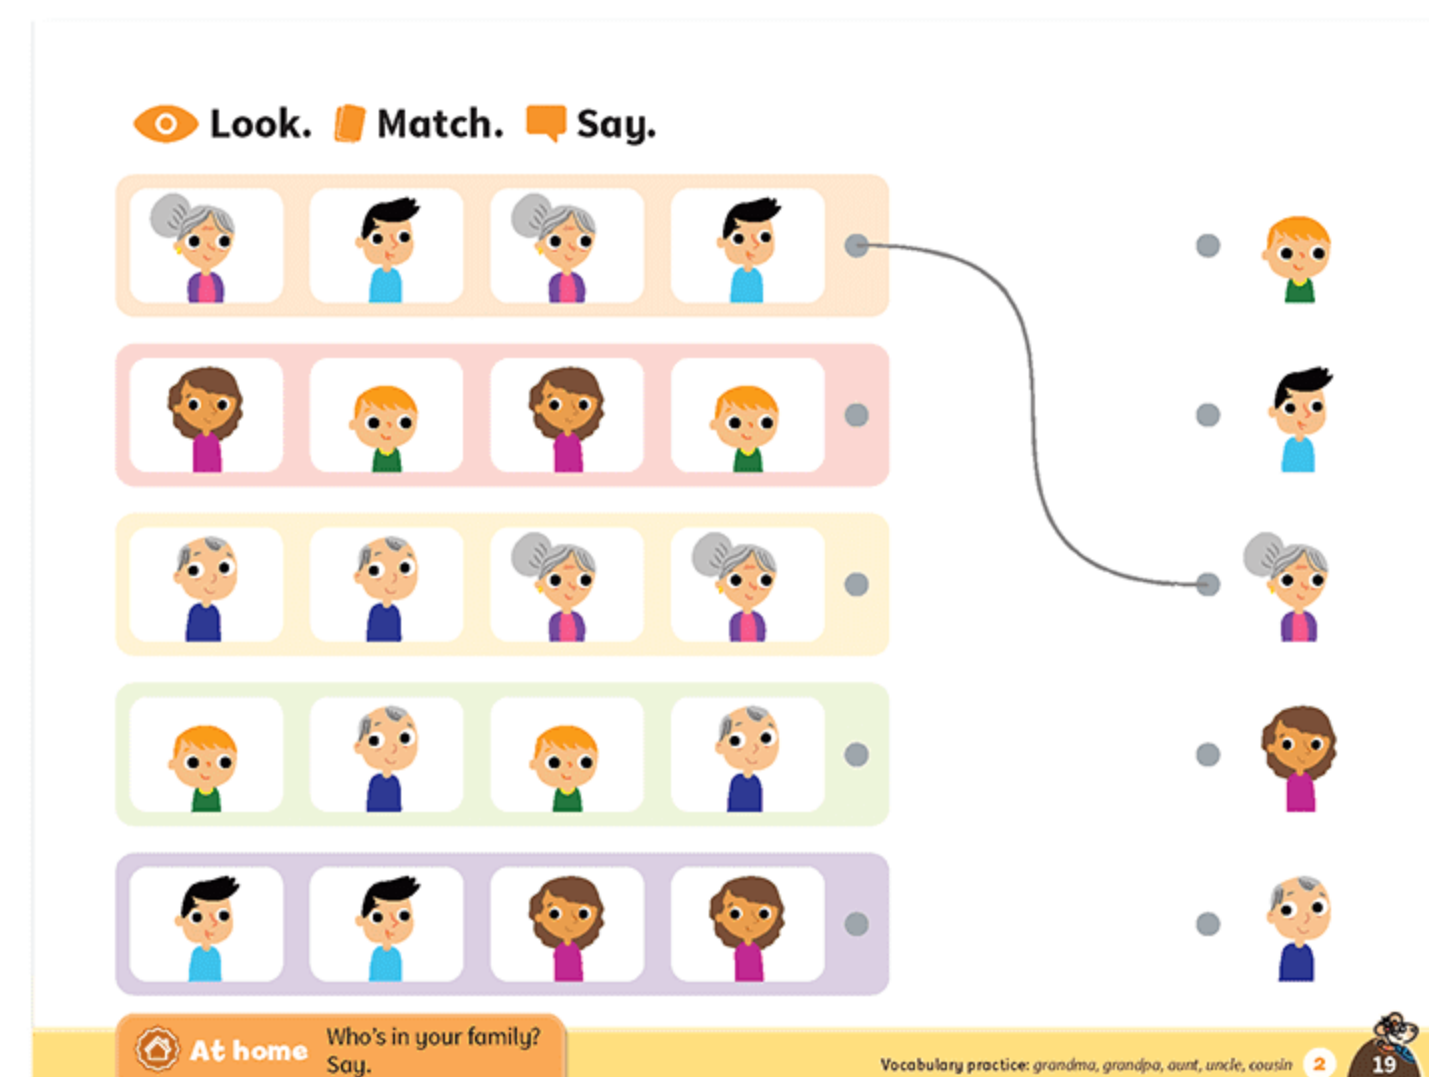 Look. Match. Say.
At home
Who's in your family?
Say.
Vocabulary practice: grandma, grandpa, aunt, uncle, cousin 2 19